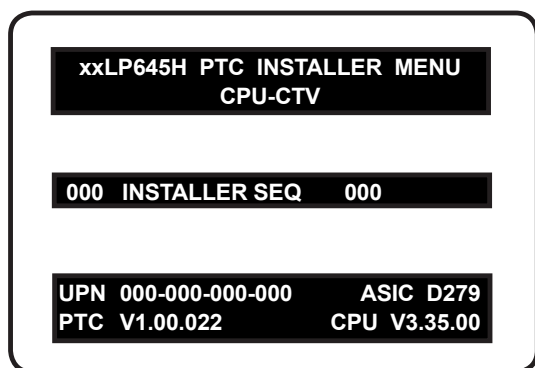 xxLP645H PTC INSTALLER MENU
CPU-CTV
000 INSTALLER SEQ 000
UPN 000-000-000-000 ASIC D279
PTC V1.00.022 CPU V3.35.00